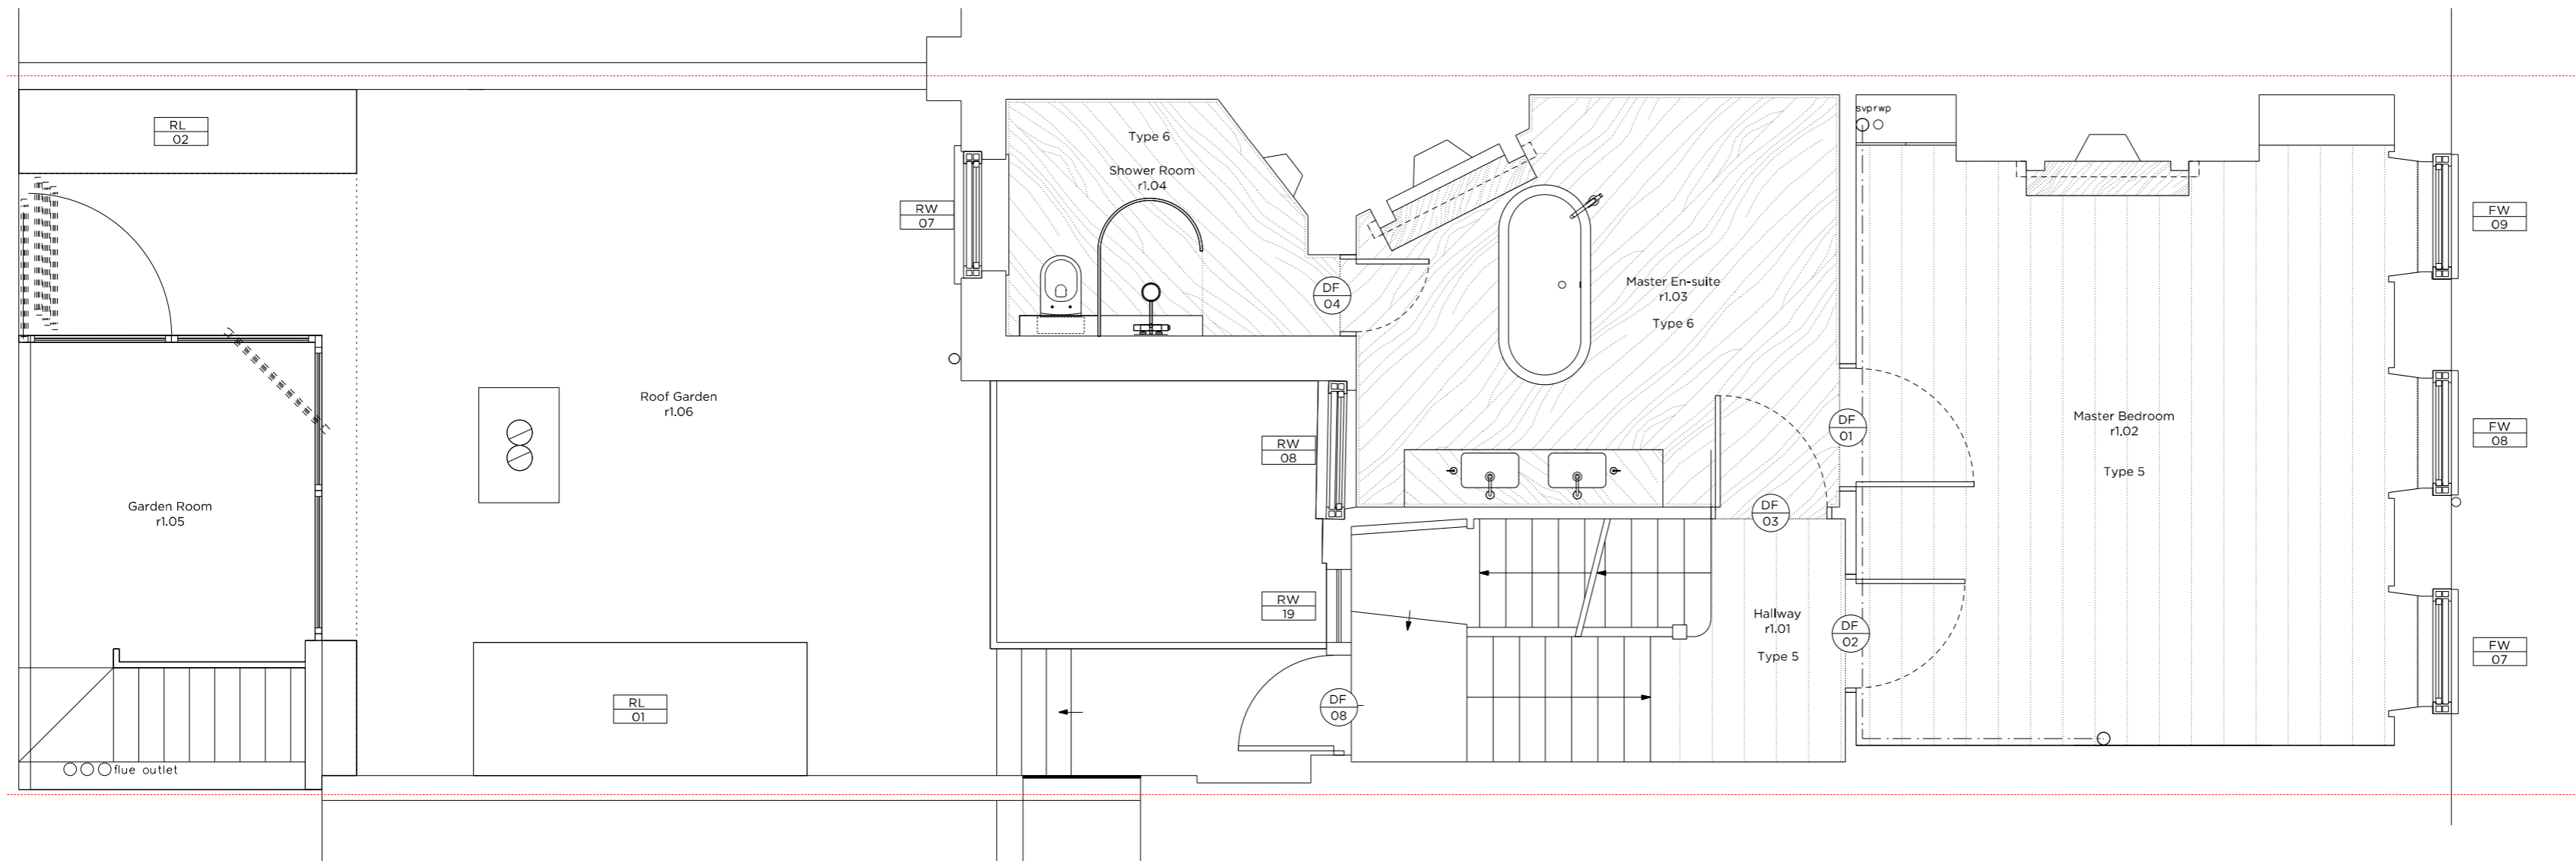 RL
02
Type 6
Shower Room
r1.04
svprwp
RW
07
FW
09
DF
04
Master En-suite
r1.03
Type 6
Roof Garden
r1.06
DF
01
Master Bedroom
r1.02
Type 5
FW
08
RW
08
Garden Room
r1.05
DF
03
RW
19
Hallway
r1.01
Type 5
DF
02
FW
07
RL
01
DF
08
flue outlet